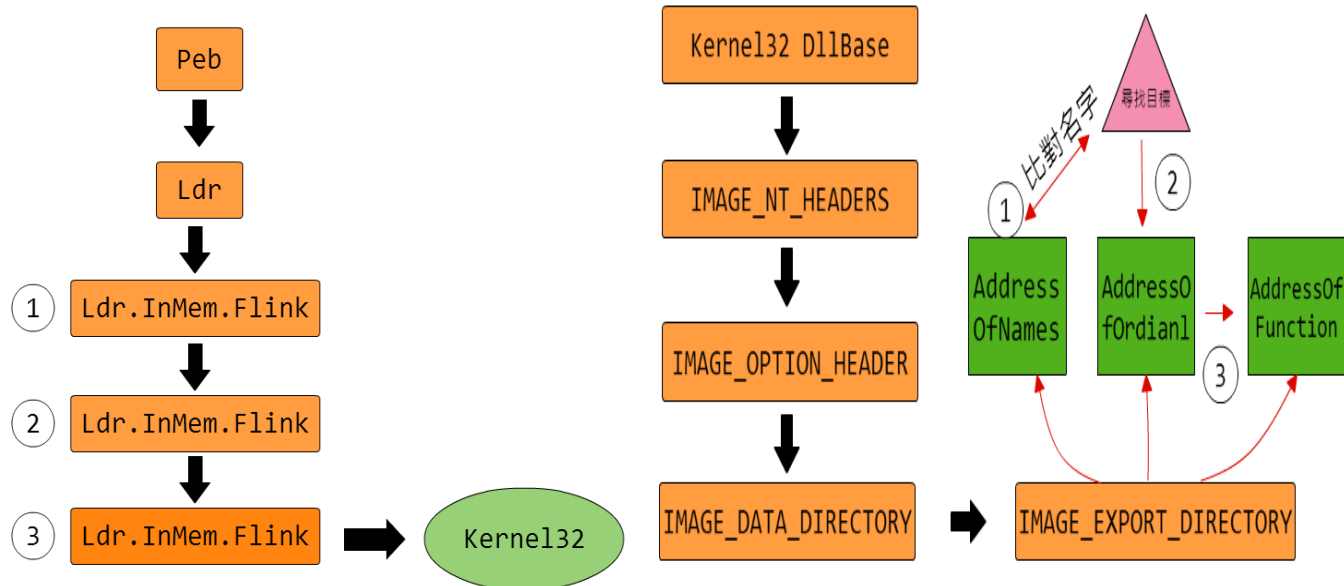 Peb
Ldr
1
Ldr.InMem.Flink
2
Ldr.InMem.Flink
3
Ldr.InMem.Flink
Kernel32
Kernel32 DllBase
IMAGE_NT_HEADERS
IMAGE_OPTION_HEADER
IMAGE_DATA_DIRECTORY
尋找目標
比對名字
1
2
Address
OfNames
AddressO
fOrdianl
AddressOf
Function
3
IMAGE_EXPORT_DIRECTORY